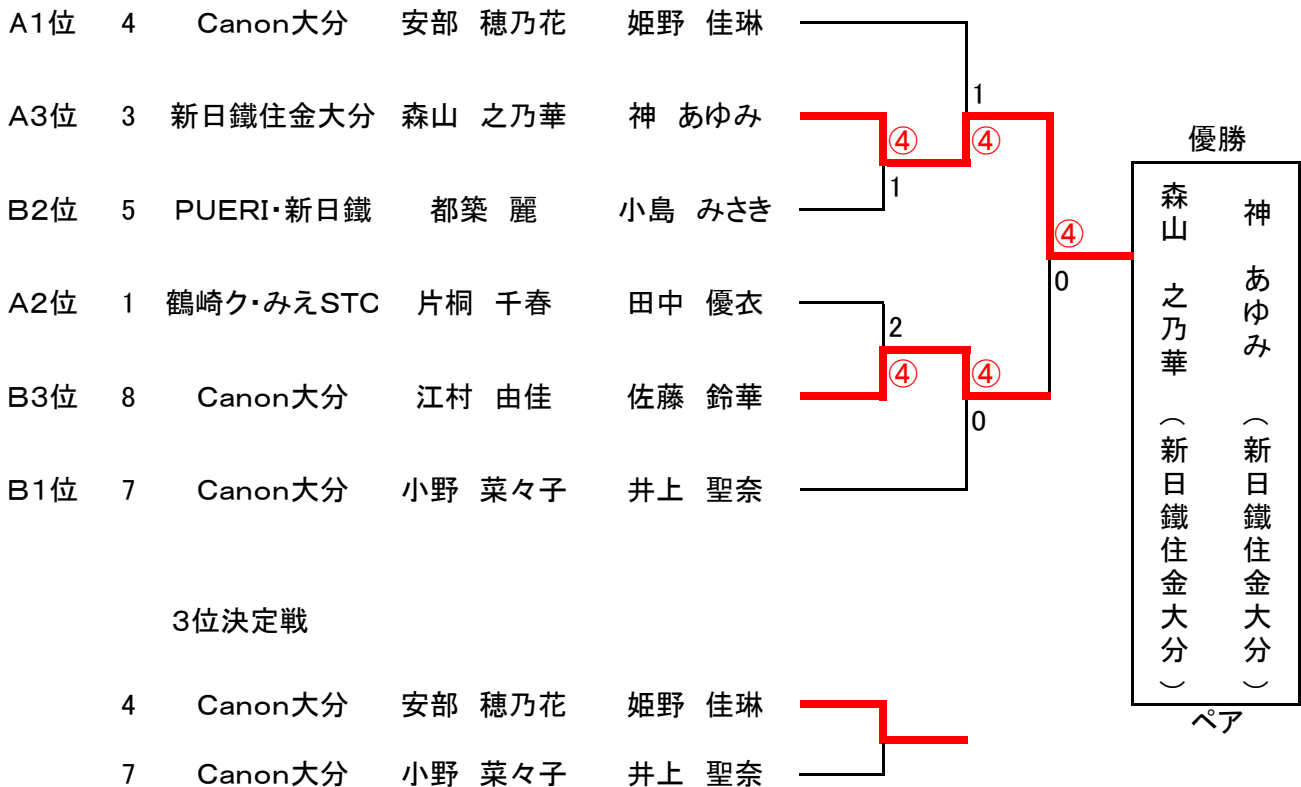 A1位 4 Canon大分 安部 穂乃花 姫野 佳琳
1
A3位 3 新日鐵住金大分 森山 之乃華 神 あゆみ
④ ④
1
B2位 5 PUERI・新日鐵 都築 麗 小島 みさき
④
0
A2位 1 鶴崎ク・みえSTC 片桐 千春 田中 優衣
2
④ ④
B3位 8 Canon大分 江村 由佳 佐藤 鈴華
0
B1位 7 Canon大分 小野 菜々子 井上 聖奈
優勝
神 あゆみ (新日鐵住金大分)
森山 之乃華 (新日鐵住金大分)
ペア
3位決定戦
4 Canon大分 安部 穂乃花 姫野 佳琳
7 Canon大分 小野 菜々子 井上 聖奈